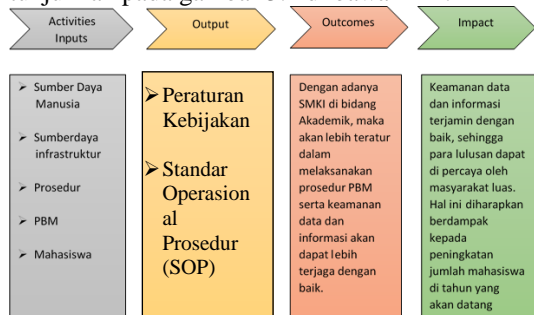 pada gambar
Activities
Inputs
Output
Outcomes
Impact
➢ Sumber Daya
Manusia
➢ Sumberdaya
infrastruktur
➢ Prosedur
➢ PBM
➢ Mahasiswa
➢ Peraturan
Kebijakan
➢ Standar
Operasion
al
Prosedur
(SOP)
Dengan adanya
SMKI di bidang
Akademik, maka
akan lebih teratur
dalam
melaksanakan
prosedur PBM
serta keamanan
data dan
informasi akan
dapat lebih
terjaga dengan
baik.
Keamanan data
dan informasi
terjamin dengan
baik, sehingga
para lulusan dapat
di percaya oleh
masyarakat luas.
Hal ini diharapkan
berdampak
kepada
peningkatan
jumlah mahasiswa
di tahun yang
akan datang